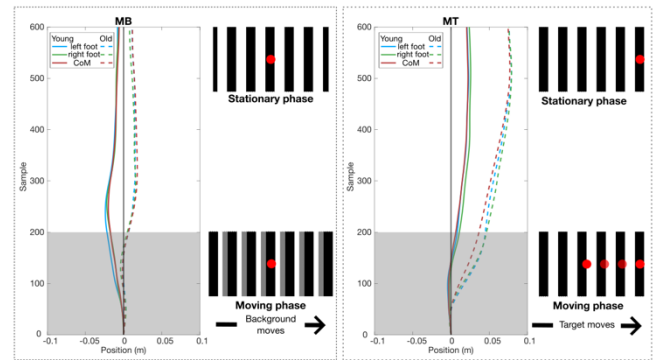 MB
Young Old
left foot
right foot
CoM
600
500
400
300
200
100
0
Sample
-0.1 -0.05 0 0.05 0.1
Position (m)
Stationary phase
Moving phase
Background
moves
MT
Young Old
left foot
right foot
CoM
600
500
400
300
200
100
0
Sample
-0.1 -0.05 0 0.05 0.1
Position (m)
Stationary phase
Moving phase
Target moves